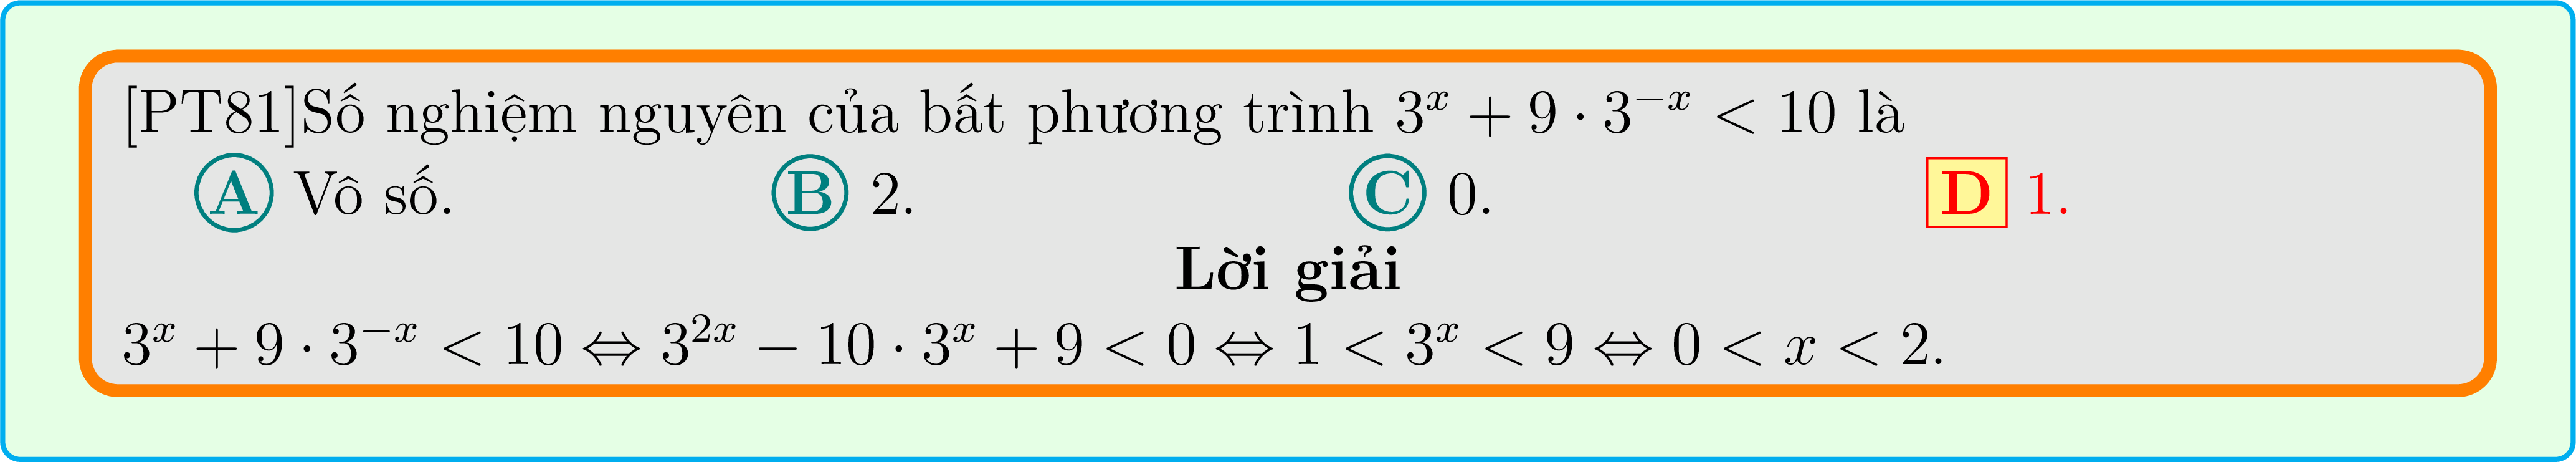 [PT81]Số nghiệm nguyên của bất phương trình $3^x + 9 \cdot 3^{-x} < 10$ là
A Vô số. B 2. C 0. D 1.
Lời giải
$3^x + 9 \cdot 3^{-x} < 10 \Leftrightarrow 3^{2x} - 10 \cdot 3^x + 9 < 0 \Leftrightarrow 1 < 3^x < 9 \Leftrightarrow 0 < x < 2.$